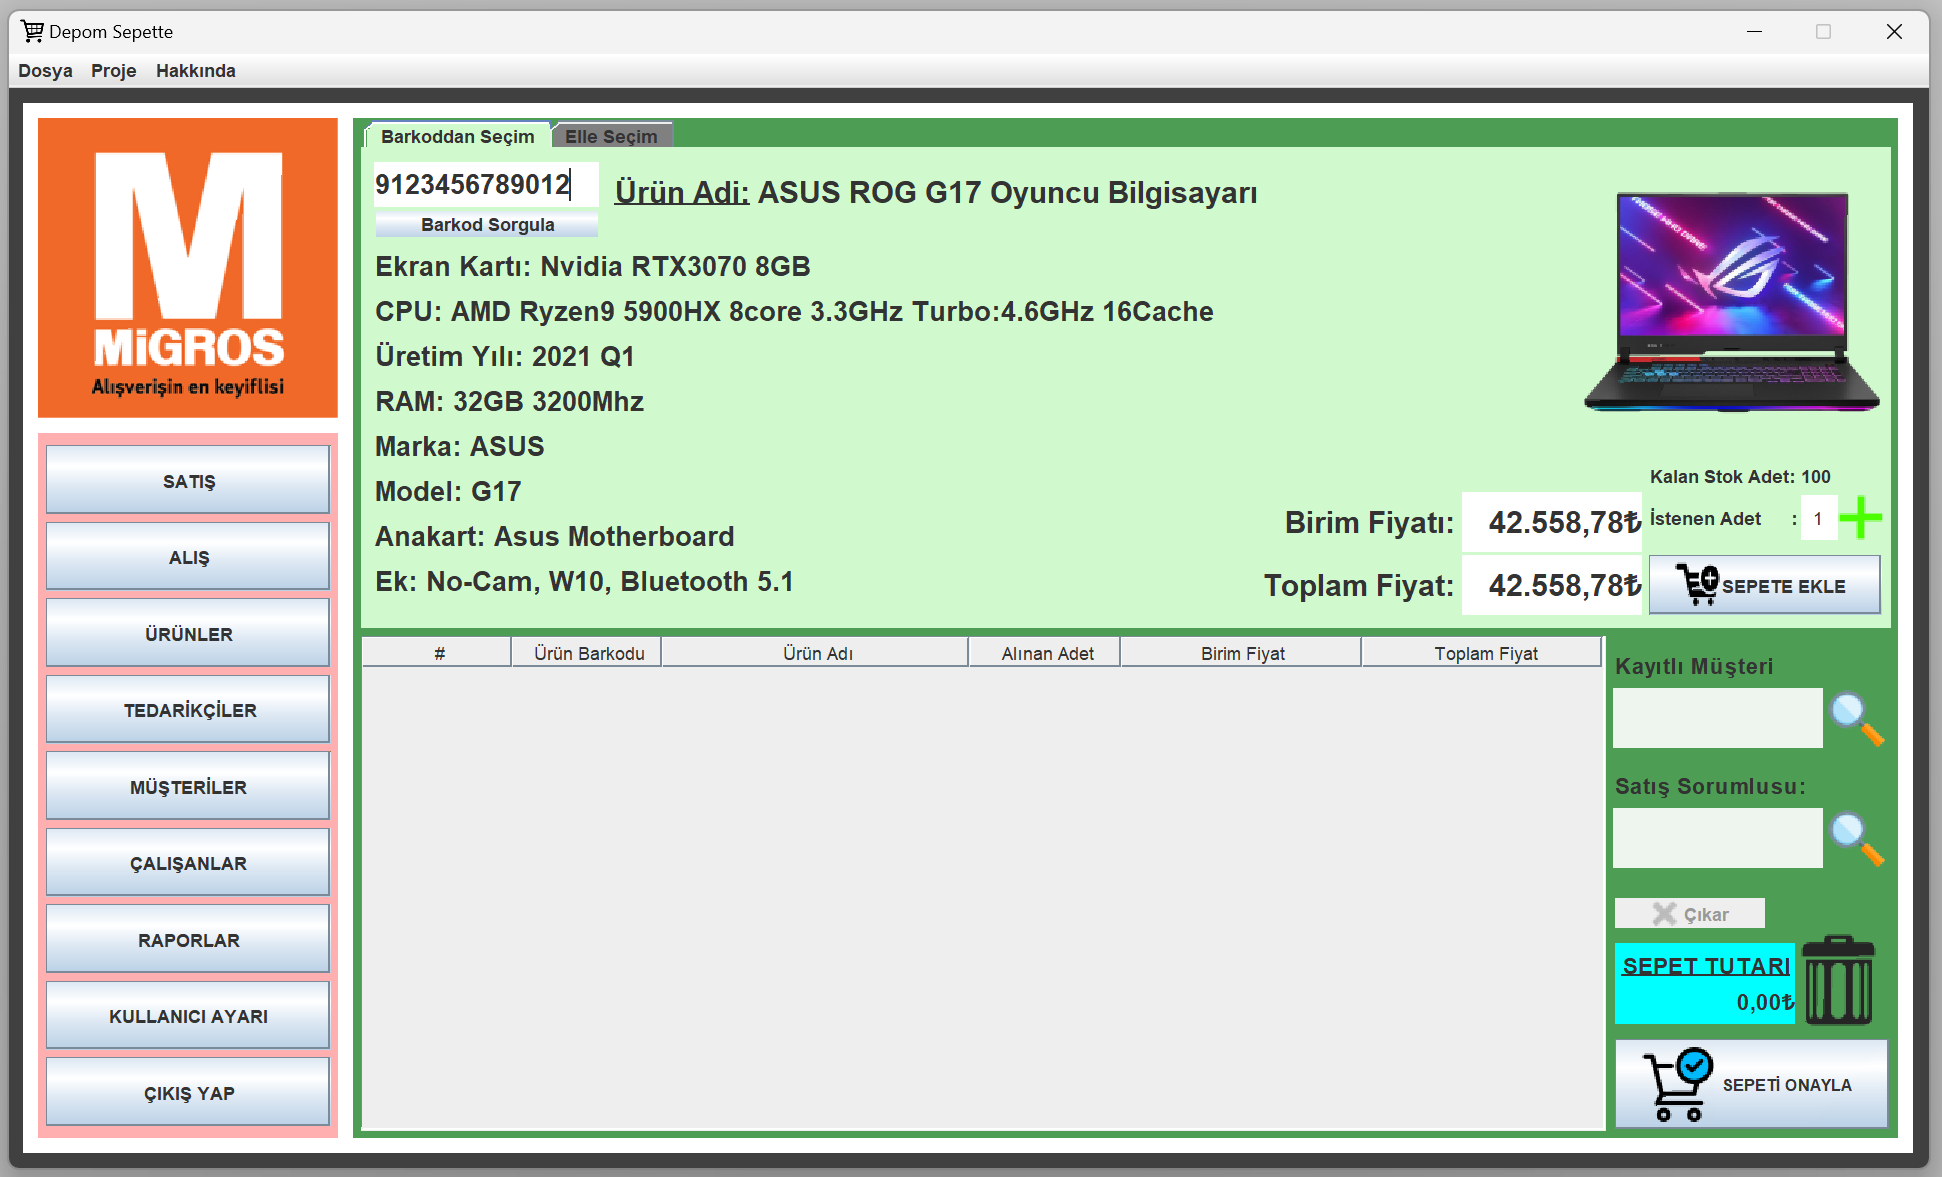 Depom Sepette
Dosya Proje Hakkında
M
MiGROS
Alışverişin en keyiflisi
SATIŞ
ALIŞ
ÜRÜNLER
TEDARİKÇİLER
MÜŞTERİLER
ÇALIŞANLAR
RAPORLAR
KULLANICI AYARI
ÇIKIŞ YAP
Barkoddan Seçim Elle Seçim
9123456789012
Barkod Sorgula
Ürün Adi: ASUS ROG G17 Oyuncu Bilgisayarı
Ekran Kartı: Nvidia RTX3070 8GB
CPU: AMD Ryzen9 5900HX 8core 3.3GHz Turbo:4.6GHz 16Cache
Üretim Yılı: 2021 Q1
RAM: 32GB 3200Mhz
Marka: ASUS
Model: G17
Anakart: Asus Motherboard
Ek: No-Cam, W10, Bluetooth 5.1
Kalan Stok Adet: 100
Birim Fiyatı: 42.558,78₺
İstenen Adet : 1
Toplam Fiyat: 42.558,78₺
SEPETE EKLE
# Ürün Barkodu Ürün Adı Alınan Adet Birim Fiyat Toplam Fiyat
Kayıtlı Müşteri
Satış Sorumlusu:
Çıkar
SEPET TUTARI
0,00₺
SEPETİ ONAYLA